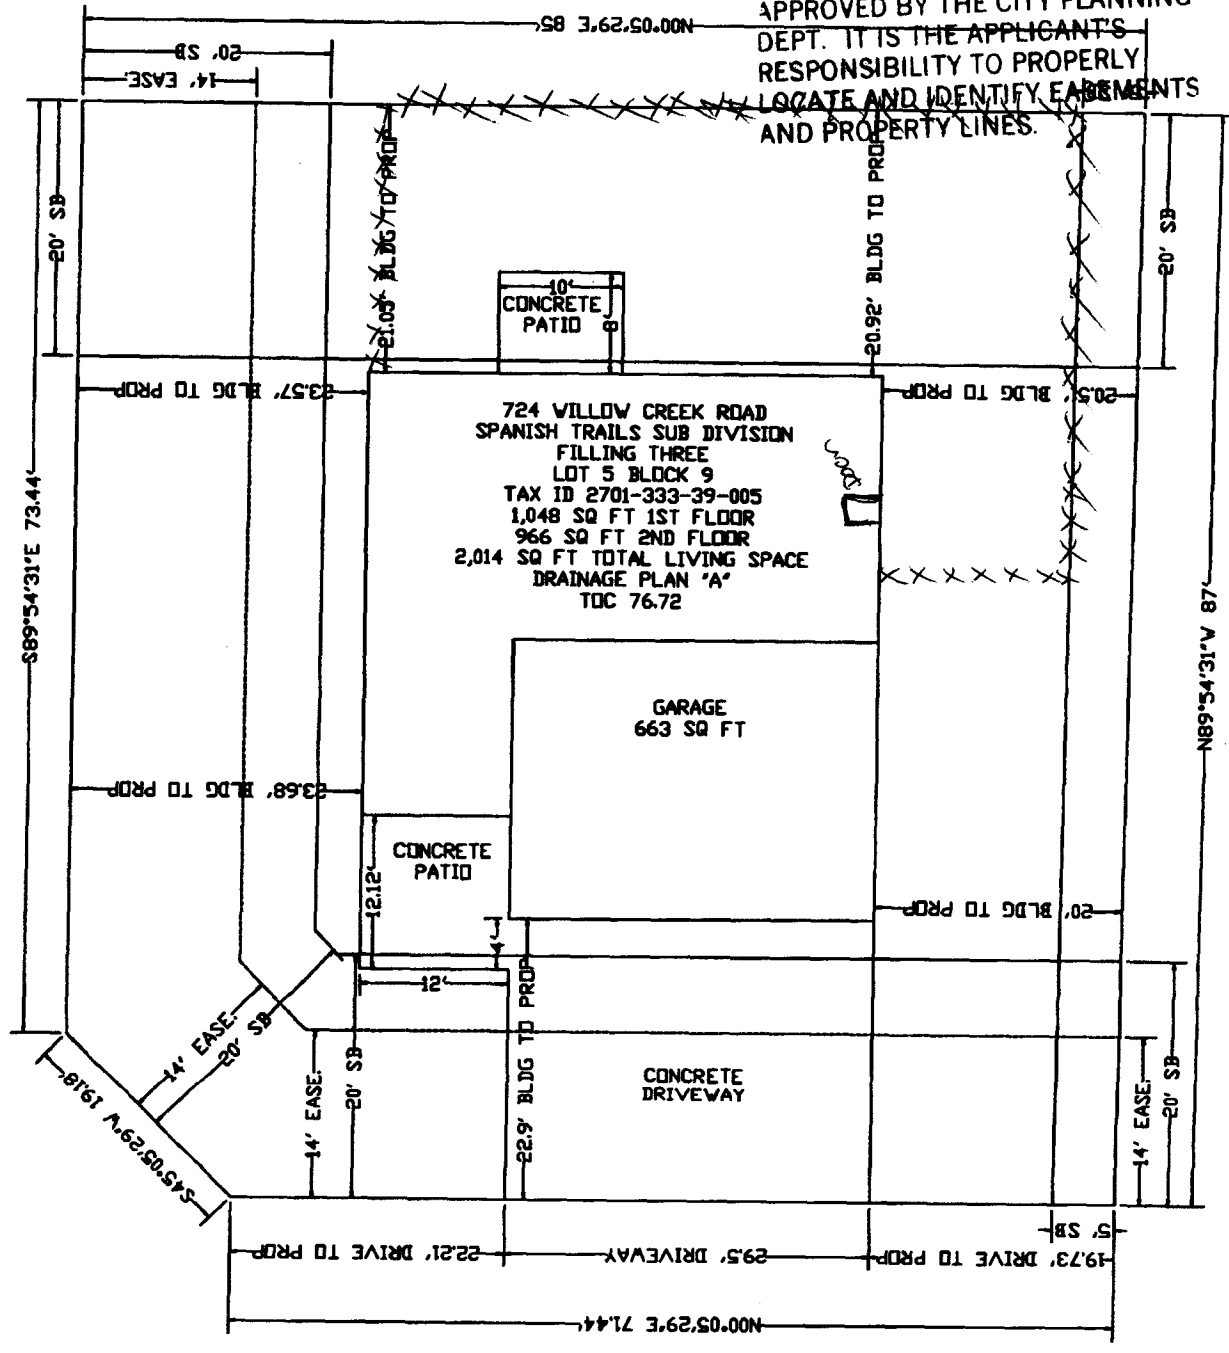 N00°05'29"E 85'
APPROVED BY THE CITY PLANNING
DEPT. IT IS THE APPLICANT'S
RESPONSIBILITY TO PROPERLY
LOCATE AND IDENTIFY EASEMENTS
AND PROPERTY LINES.
20' SB
14' EASE.
20' SB
20' SB
21.05' BLDG TO PROP
20.92' BLDG TO PROP
10'
CONCRETE
PATIO
8'
23.57' BLDG TO PROP
20.5' BLDG TO PROP
724 WILLOW CREEK ROAD
SPANISH TRAILS SUB DIVISION
FILLING THREE
LOT 5 BLOCK 9
TAX ID 2701-333-39-005
1,048 SQ FT 1ST FLOOR
966 SQ FT 2ND FLOOR
2,014 SQ FT TOTAL LIVING SPACE
DRAINAGE PLAN "A"
TOC 76.72
S89°54'31"E 73.44'
N89°54'31"W 87'
GARAGE
663 SQ FT
23.68' BLDG TO PROP
CONCRETE
PATIO
12.12'
4'
12'
20' BLDG TO PROP
14' EASE.
20' SB
S45°05'29"W 19.18'
14' EASE.
20' SB
22.9' BLDG TO PROP
CONCRETE
DRIVEWAY
14' EASE.
20' SB
5' SB
22.21' DRIVE TO PROP
29.5' DRIVEWAY
19.73' DRIVE TO PROP
N00°05'29"E 71.44'